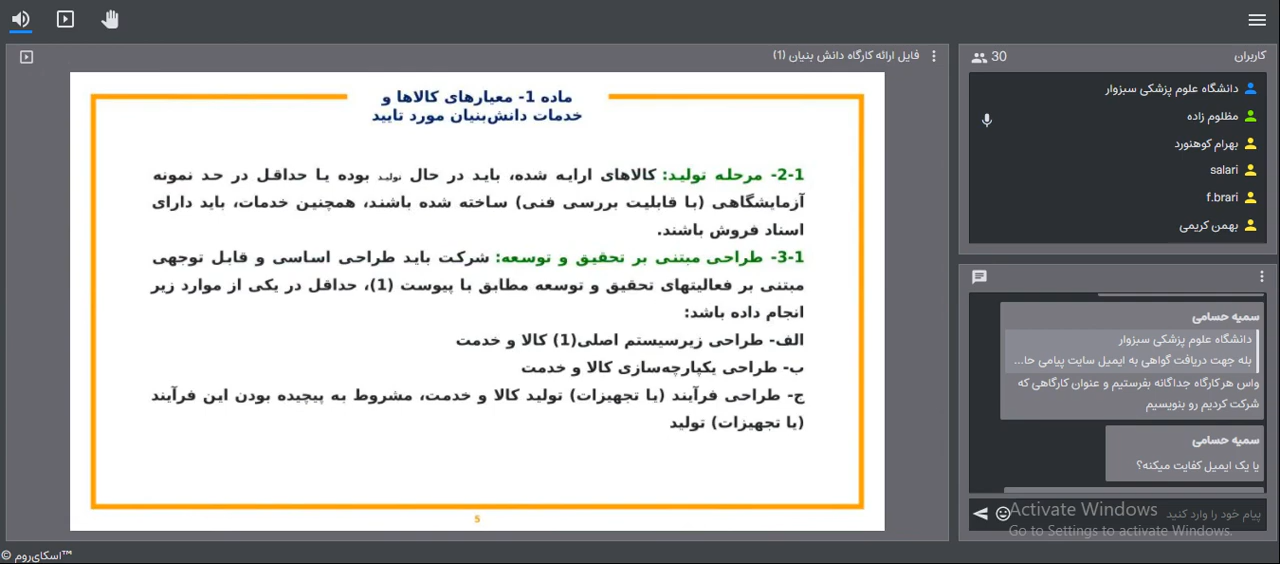 کاربران
30
فایل ارائه کارگاه دانش بنیان (1)
ماده 1- معیارهای کالاها و
خدمات دانش‌بنیان مورد تایید
2-1- مرحله تولید: کالاهای ارایه شده، باید در حال تولید بوده یا حداقل در حد نمونه
آزمایشگاهی (با قابلیت بررسی فنی) ساخته شده باشند، همچنین خدمات، باید دارای
اسناد فروش باشند.
3-1- طراحی مبتنی بر تحقیق و توسعه: شرکت باید طراحی اساسی و قابل توجهی
مبتنی بر فعالیتهای تحقیق و توسعه مطابق با پیوست (1)، حداقل در یکی از موارد زیر
انجام داده باشد:
الف- طراحی زیرسیستم اصلی(1) کالا و خدمت
ب- طراحی یکپارچه‌سازی کالا و خدمت
ج- طراحی فرآیند (یا تجهیزات) تولید کالا و خدمت، مشروط به پیچیده بودن این فرآیند
(یا تجهیزات) تولید
5
دانشگاه علوم پزشکی سبزوار
مظلوم زاده
بهرام کوهنورد
salari
f.brari
بهمن کریمی
سمیه حسامی
دانشگاه علوم پزشکی سبزوار
بله جهت دریافت گواهی به ایمیل سایت پیامی حا...
واس هرکارگاه جداگانه بفرستیم و عنوان کارگاهی که
شرکت کردیم رو بنویسیم
سمیه حسامی
یا یک ایمیل کفایت میکنه؟
پیام خود را وارد کنید
Activate Windows
Go to Settings to activate Windows.
© اسکای‌روم™